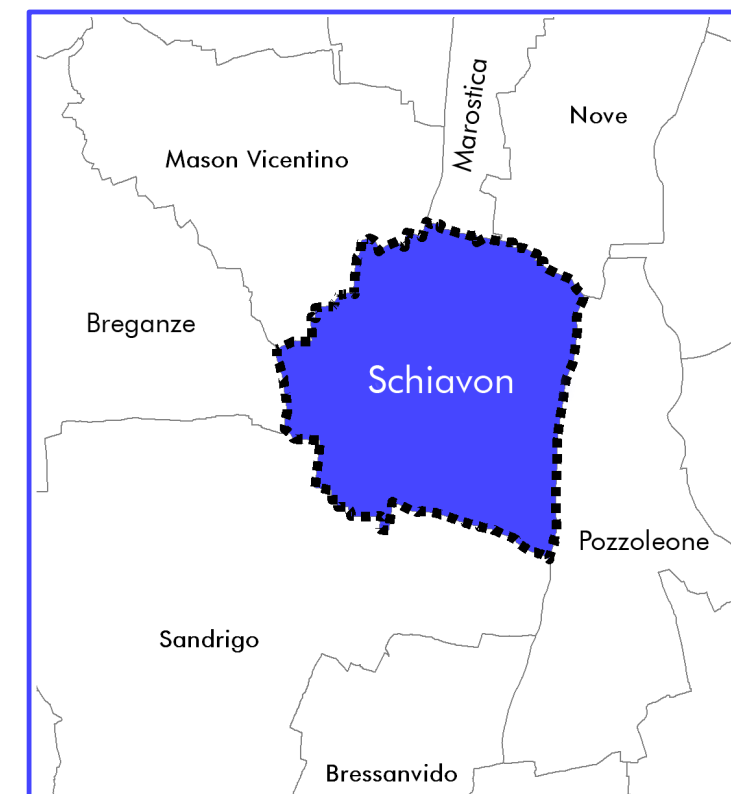 Marostica
Nove
Mason Vicentino
Breganze
Schiavon
Pozzoleone
Sandrigo
Bressanvido